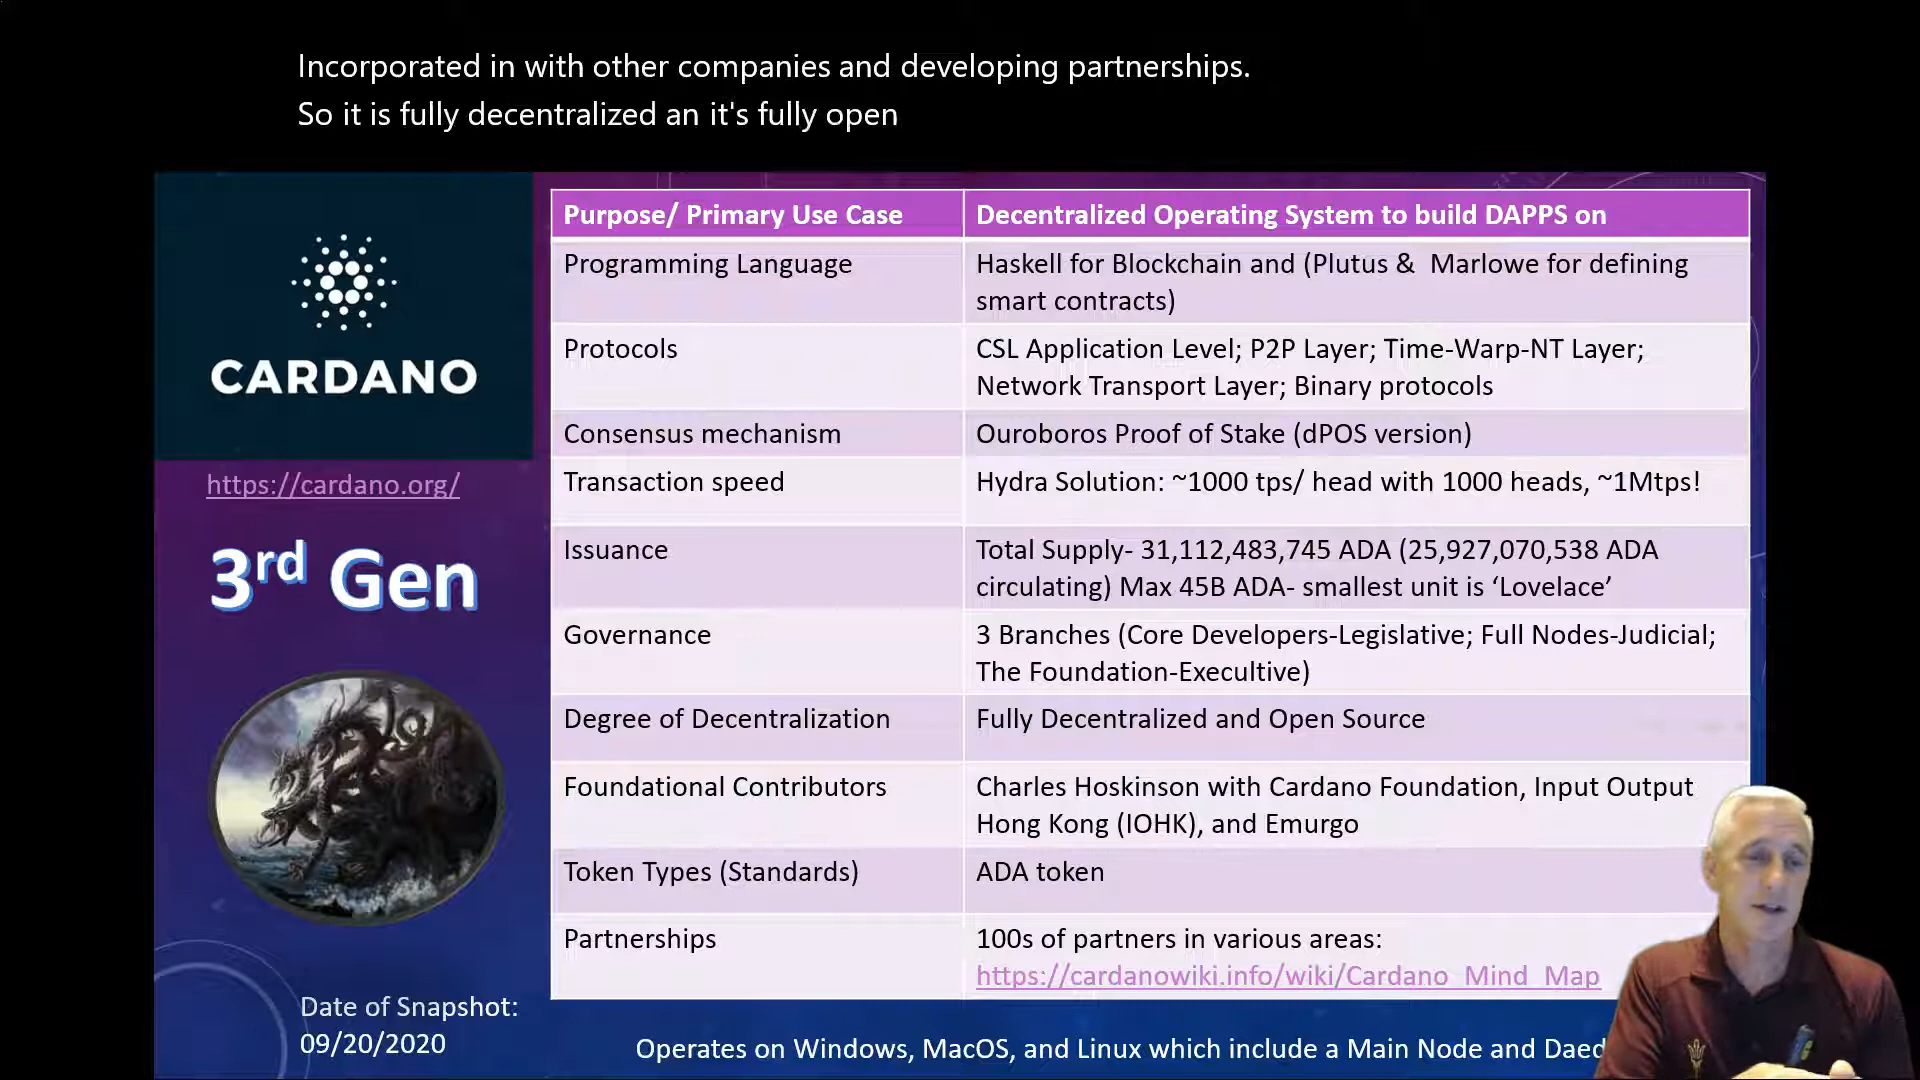 Incorporated in with other companies and developing partnerships.
So it is fully decentralized an it's fully open
CARDANO
https://cardano.org/
3rd Gen
Date of Snapshot:
09/20/2020
Purpose/ Primary Use Case
Decentralized Operating System to build DAPPS on
Programming Language
Haskell for Blockchain and (Plutus & Marlowe for defining
smart contracts)
Protocols
CSL Application Level; P2P Layer; Time-Warp-NT Layer;
Network Transport Layer; Binary protocols
Consensus mechanism
Ouroboros Proof of Stake (dPOS version)
Transaction speed
Hydra Solution: ~1000 tps/ head with 1000 heads, ~1Mtps!
Issuance
Total Supply- 31,112,483,745 ADA (25,927,070,538 ADA
circulating) Max 45B ADA- smallest unit is ‘Lovelace’
Governance
3 Branches (Core Developers-Legislative; Full Nodes-Judicial;
The Foundation-Execultive)
Degree of Decentralization
Fully Decentralized and Open Source
Foundational Contributors
Charles Hoskinson with Cardano Foundation, Input Output
Hong Kong (IOHK), and Emurgo
Token Types (Standards)
ADA token
Partnerships
100s of partners in various areas:
https://cardanowiki.info/wiki/Cardano_Mind_Map
Operates on Windows, MacOS, and Linux which include a Main Node and Daed